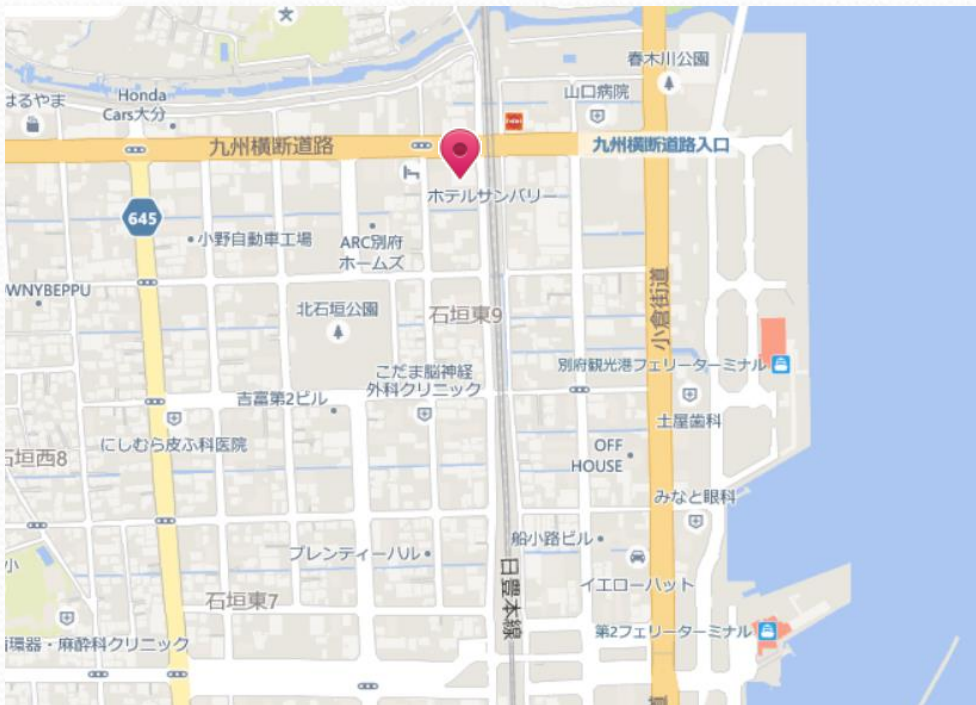 春木川公園
はるやま
Honda
Cars大分
山口病院
九州横断道路
九州横断道路入口
ホテルサンバリー
645
小野自動車工場
ARC別府
ホームズ
WNYBEPPU
北石垣公園
石垣東9
小倉街道
別府観光港フェリーターミナル
こだま脳神経
外科クリニック
吉富第2ビル
土屋歯科
にしむら皮ふ科医院
石垣西8
OFF
HOUSE
みなと眼科
船小路ビル
プレンティーハル
日豊本線
イエローハット
小
石垣東7
第2フェリーターミナル
循環器・麻酔科クリニック
道